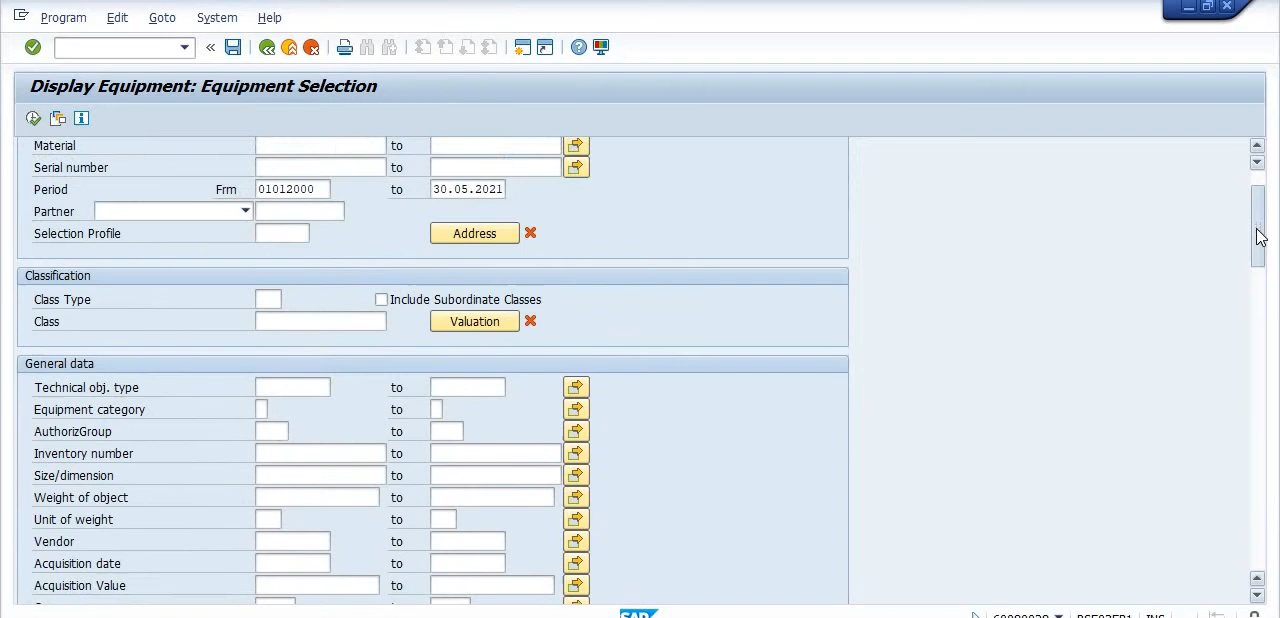 Program Edit Goto System Help
Display Equipment: Equipment Selection
Material to
Serial number to
Period Frm 01012000 to 30.05.2021
Partner
Selection Profile Address
Classification
Class Type Include Subordinate Classes
Class Valuation
General data
Technical obj. type to
Equipment category to
AuthorizGroup to
Inventory number to
Size/dimension to
Weight of object to
Unit of weight to
Vendor to
Acquisition date to
Acquisition Value to
SAP